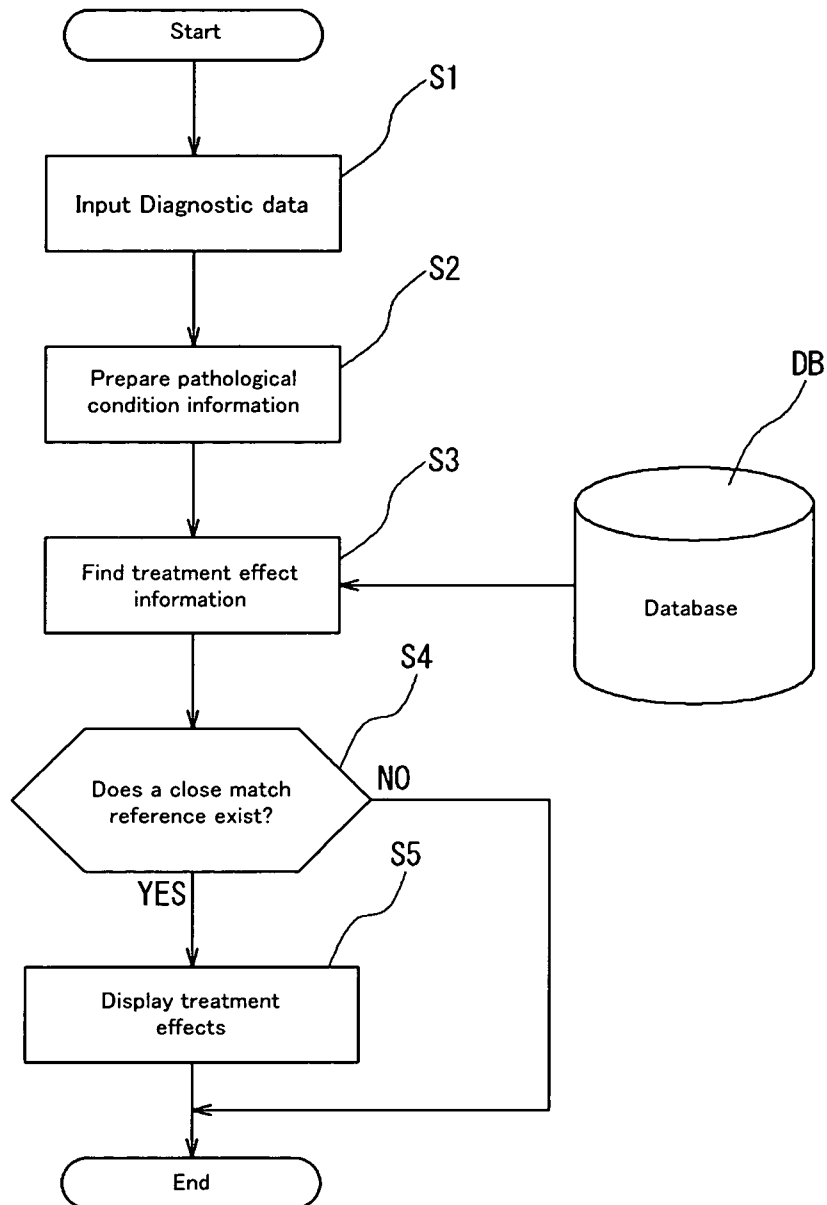 Start
S1
Input Diagnostic data
S2
Prepare pathological
condition information
DB
S3
Find treatment effect
information
Database
S4
Does a close match
reference exist?
NO
YES
S5
Display treatment
effects
End